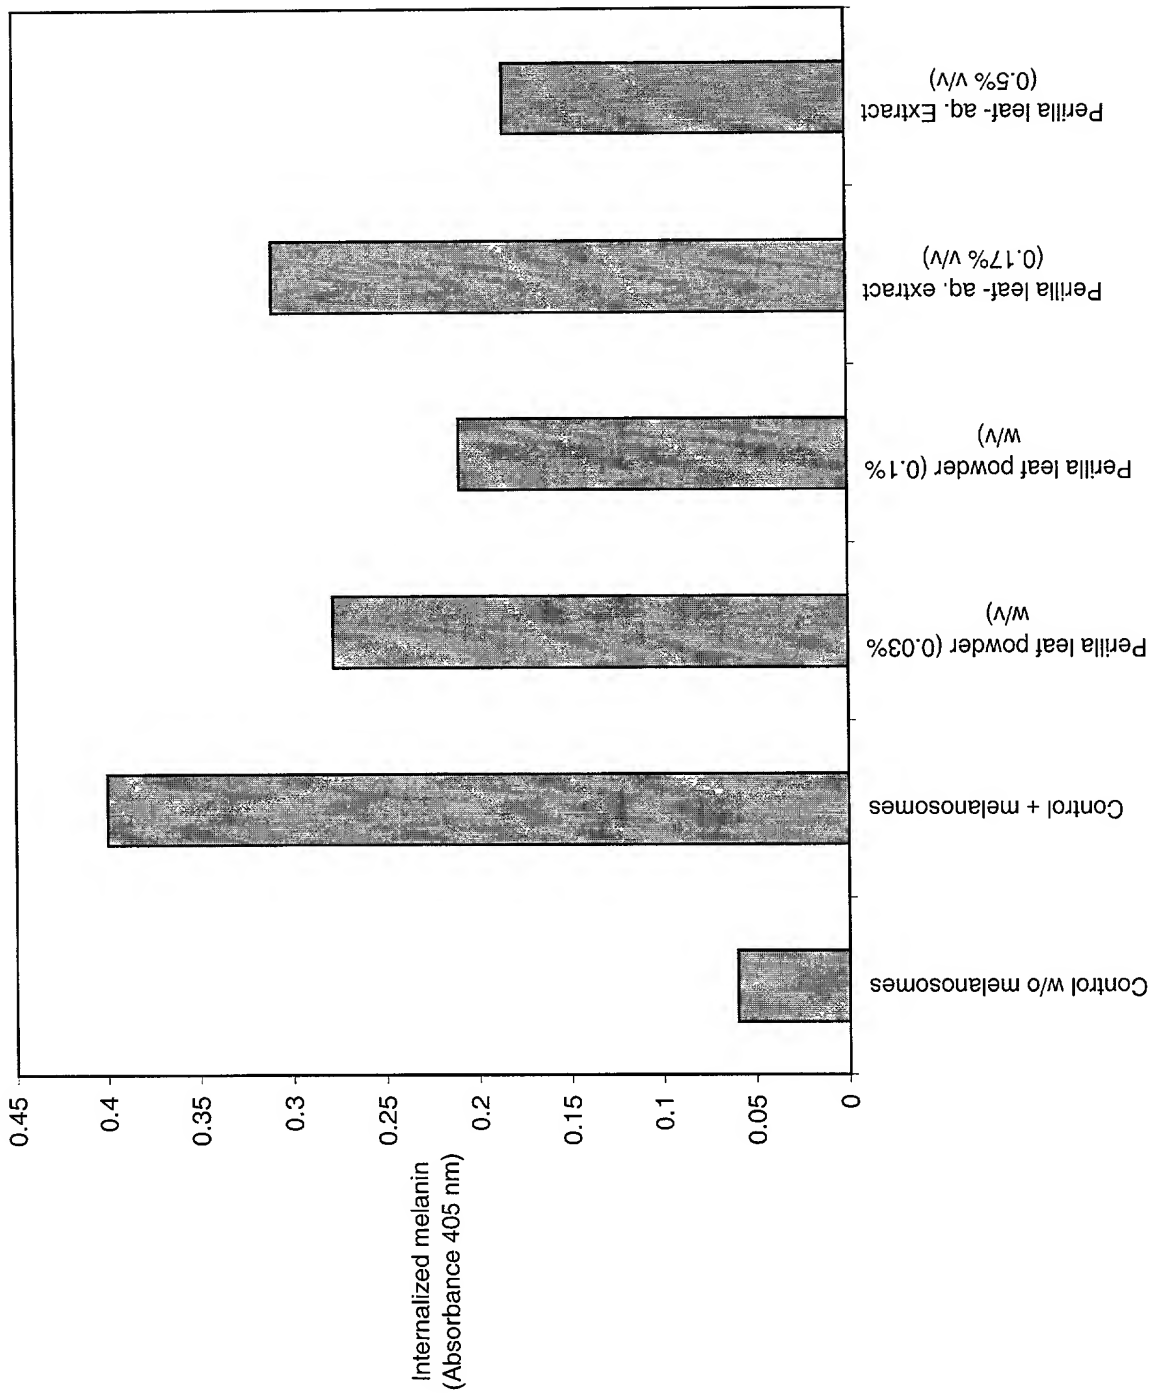 0.45
0.4
0.35
0.3
0.25
0.2
0.15
0.1
0.05
0
Internalized melanin
(Absorbance 405 nm)
Control w/o melanosomes
Control + melanosomes
Perilla leaf powder (0.03%
w/v)
Perilla leaf powder (0.1%
w/v)
Perilla leaf- aq. extract
(0.17% v/v)
Perilla leaf- aq. Extract
(0.5% v/v)